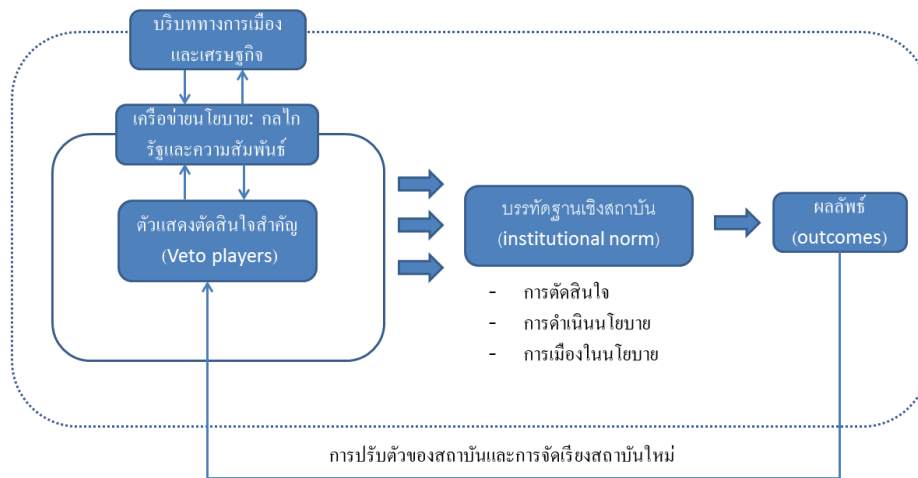 บริบททางการเมือง
และเศรษฐกิจ
เครือข่ายนโยบาย: กลไก
รัฐและความสัมพันธ์
ตัวแสดงตัดสินใจสำคัญ
(Veto players)
บรรทัดฐานเชิงสถาบัน
(institutional norm)
ผลลัพธ์
(outcomes)
- การตัดสินใจ
- การดำเนินนโยบาย
- การเมืองในนโยบาย
การปรับตัวของสถาบันและการจัดเรียงสถาบันใหม่